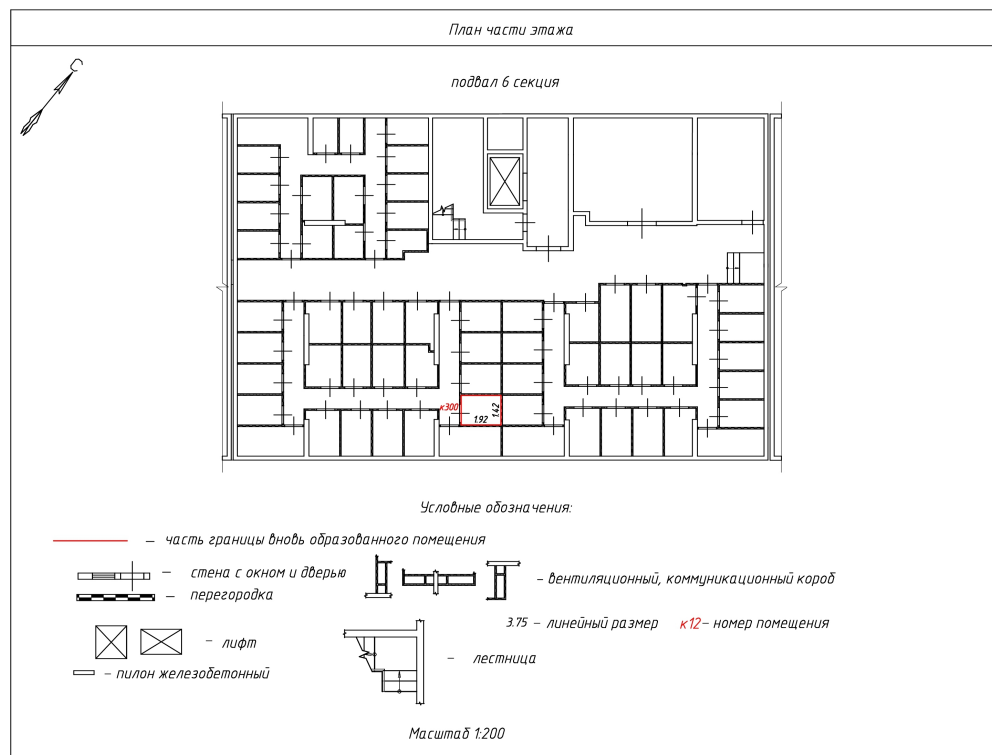 План части этажа
С
подвал 6 секция
к300
1.92
1.42
Условные обозначения:
– часть границы вновь образованного помещения
– стена с окном и дверью
– перегородка
– вентиляционный, коммуникационный короб
3.75 – линейный размер к12– номер помещения
– лифт
– лестница
– пилон железобетонный
Масштаб 1:200